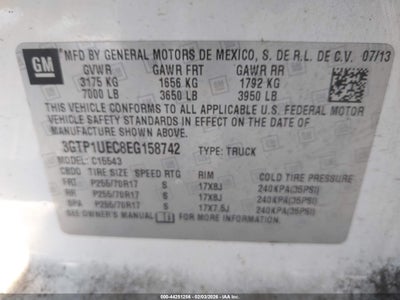 GM
MFD BY GENERAL MOTORS DE MEXICO, S. DE R.L. DE C.V. 07/13
GVWR GAWR FRT GAWR RR
3175 KG 1656 KG 1792 KG
7000 LB 3650 LB 3950 LB
THIS VEHICLE CONFORMS TO ALL APPLICABLE U.S. FEDERAL MOTOR
VEHICLE SAFETY STANDARDS IN EFFECT ON THE DATE OF
MANUFACTURE SHOWN ABOVE.
3GTP1UEC8EG158742 TYPE: TRUCK
MODEL: C15543
CBDO TIRE SIZE SPEED RTG RIM COLD TIRE PRESSURE
FRT P255/70R17 S 17X8J 240KPA(35PSI)
RR P255/70R17 S 17X8J 240KPA(35PSI)
SPA P255/70R17 S 17X7.5J 240KPA(35PSI)
000-44251256 - 02/03/2026 - IAA Inc.